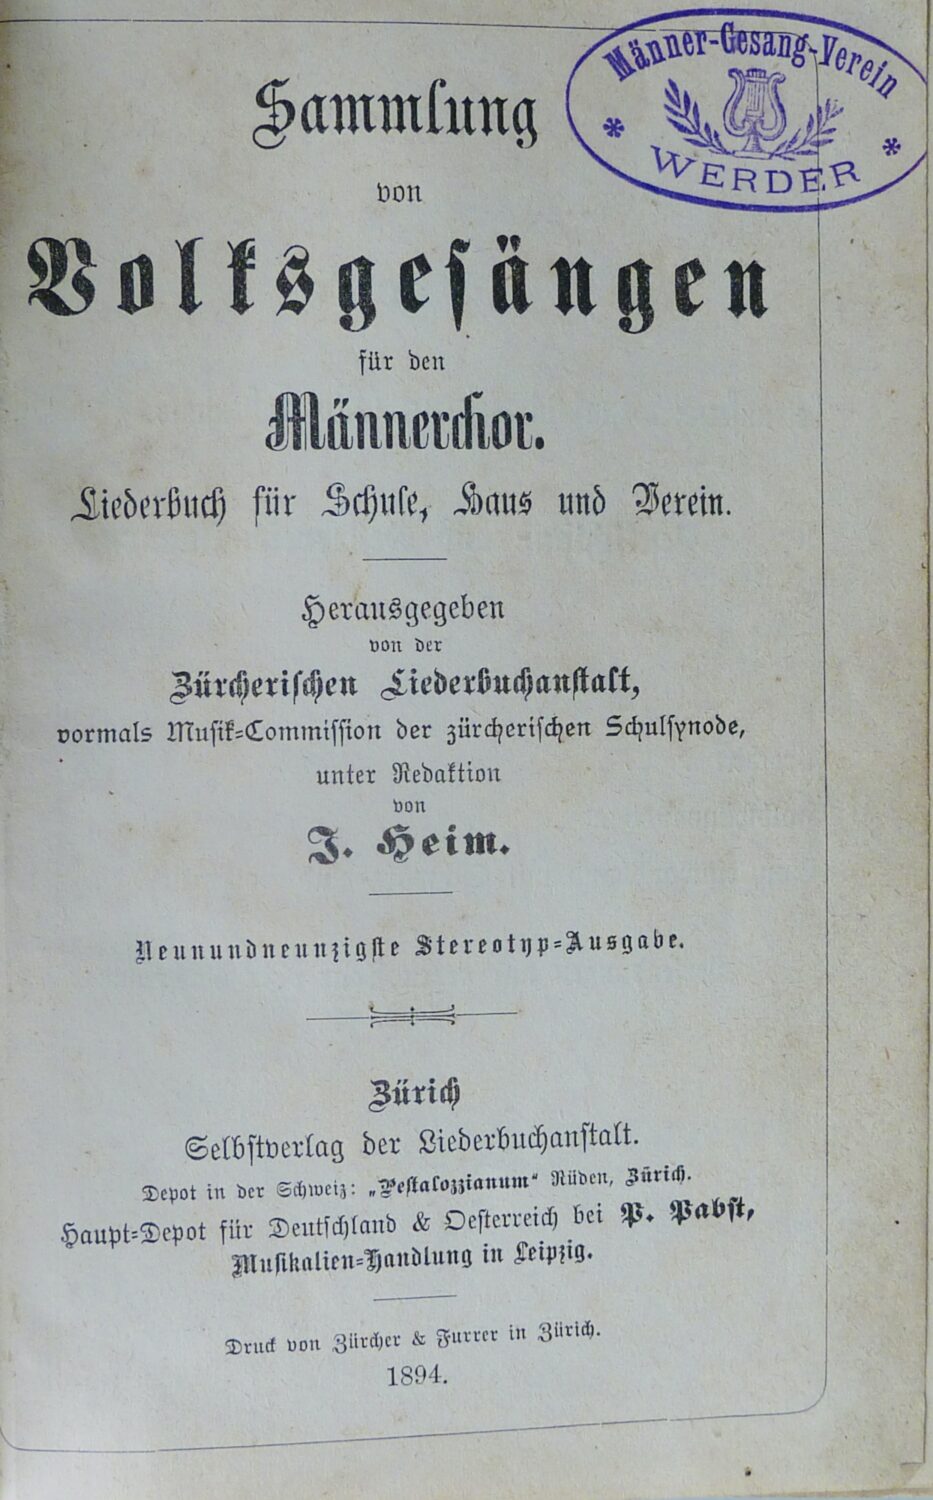 Männer-Gesang-Verein
* *
WERDER
Sammlung
von
Volksgesängen
für den
Männerchor.
Liederbuch für Schule, Haus und Verein.
Herausgegeben
von der
Zürcherischen Liederbuchanstalt,
vormals Musik-Commission der zürcherischen Schulsynode,
unter Redaktion
von
J. Heim.
Neunundneunzigste Stereotyp-Ausgabe.
Zürich
Selbstverlag der Liederbuchanstalt.
Depot in der Schweiz: „Pestalozzianum“ Rüden, Zürich.
Haupt-Depot für Deutschland & Oesterreich bei P. Pabst,
Musikalien-Handlung in Leipzig.
Druck von Zürcher & Furrer in Zürich.
1894.